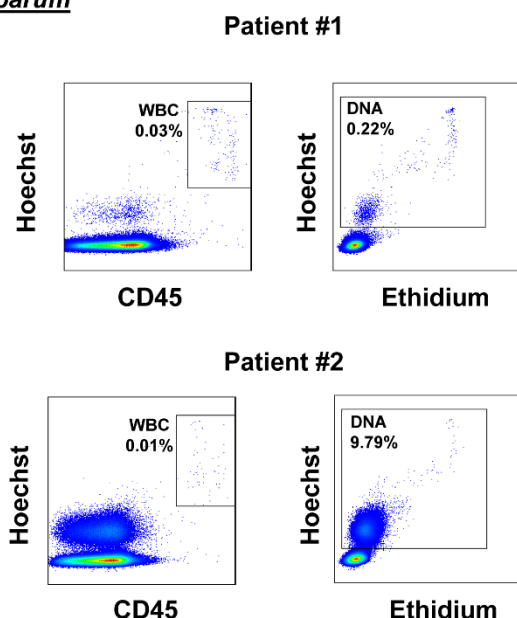 Patient #1
WBC
0.03%
Hoechst
CD45
DNA
0.22%
Hoechst
Ethidium
Patient #2
WBC
0.01%
Hoechst
CD45
DNA
9.79%
Hoechst
Ethidium